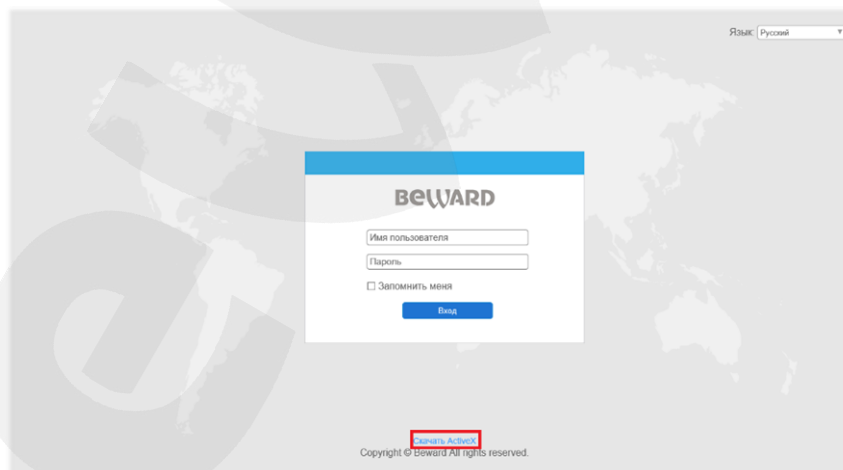 Язык: Русский
BEWARD
Имя пользователя
Пароль
Запомнить меня
Вход
Скачать ActiveX
Copyright © Beward All rights reserved.